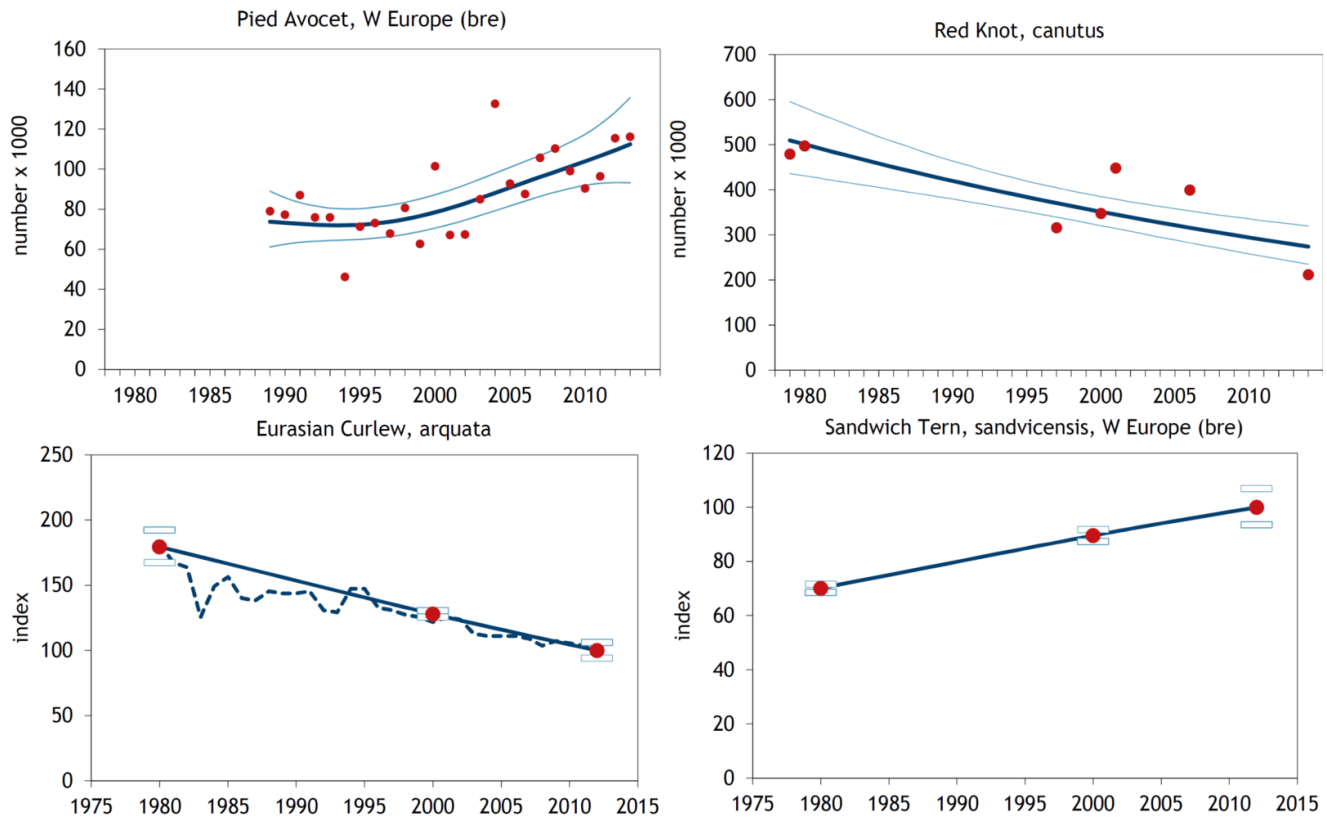 Pied Avocet, W Europe (bre)
number x 1000
160
140
120
100
80
60
40
20
0
1980 1985 1990 1995 2000 2005 2010
Red Knot, canutus
number x 1000
700
600
500
400
300
200
100
0
1980 1985 1990 1995 2000 2005 2010
Eurasian Curlew, arquata
index
250
200
150
100
50
0
1975 1980 1985 1990 1995 2000 2005 2010 2015
Sandwich Tern, sandvicensis, W Europe (bre)
index
120
100
80
60
40
20
0
1975 1980 1985 1990 1995 2000 2005 2010 2015